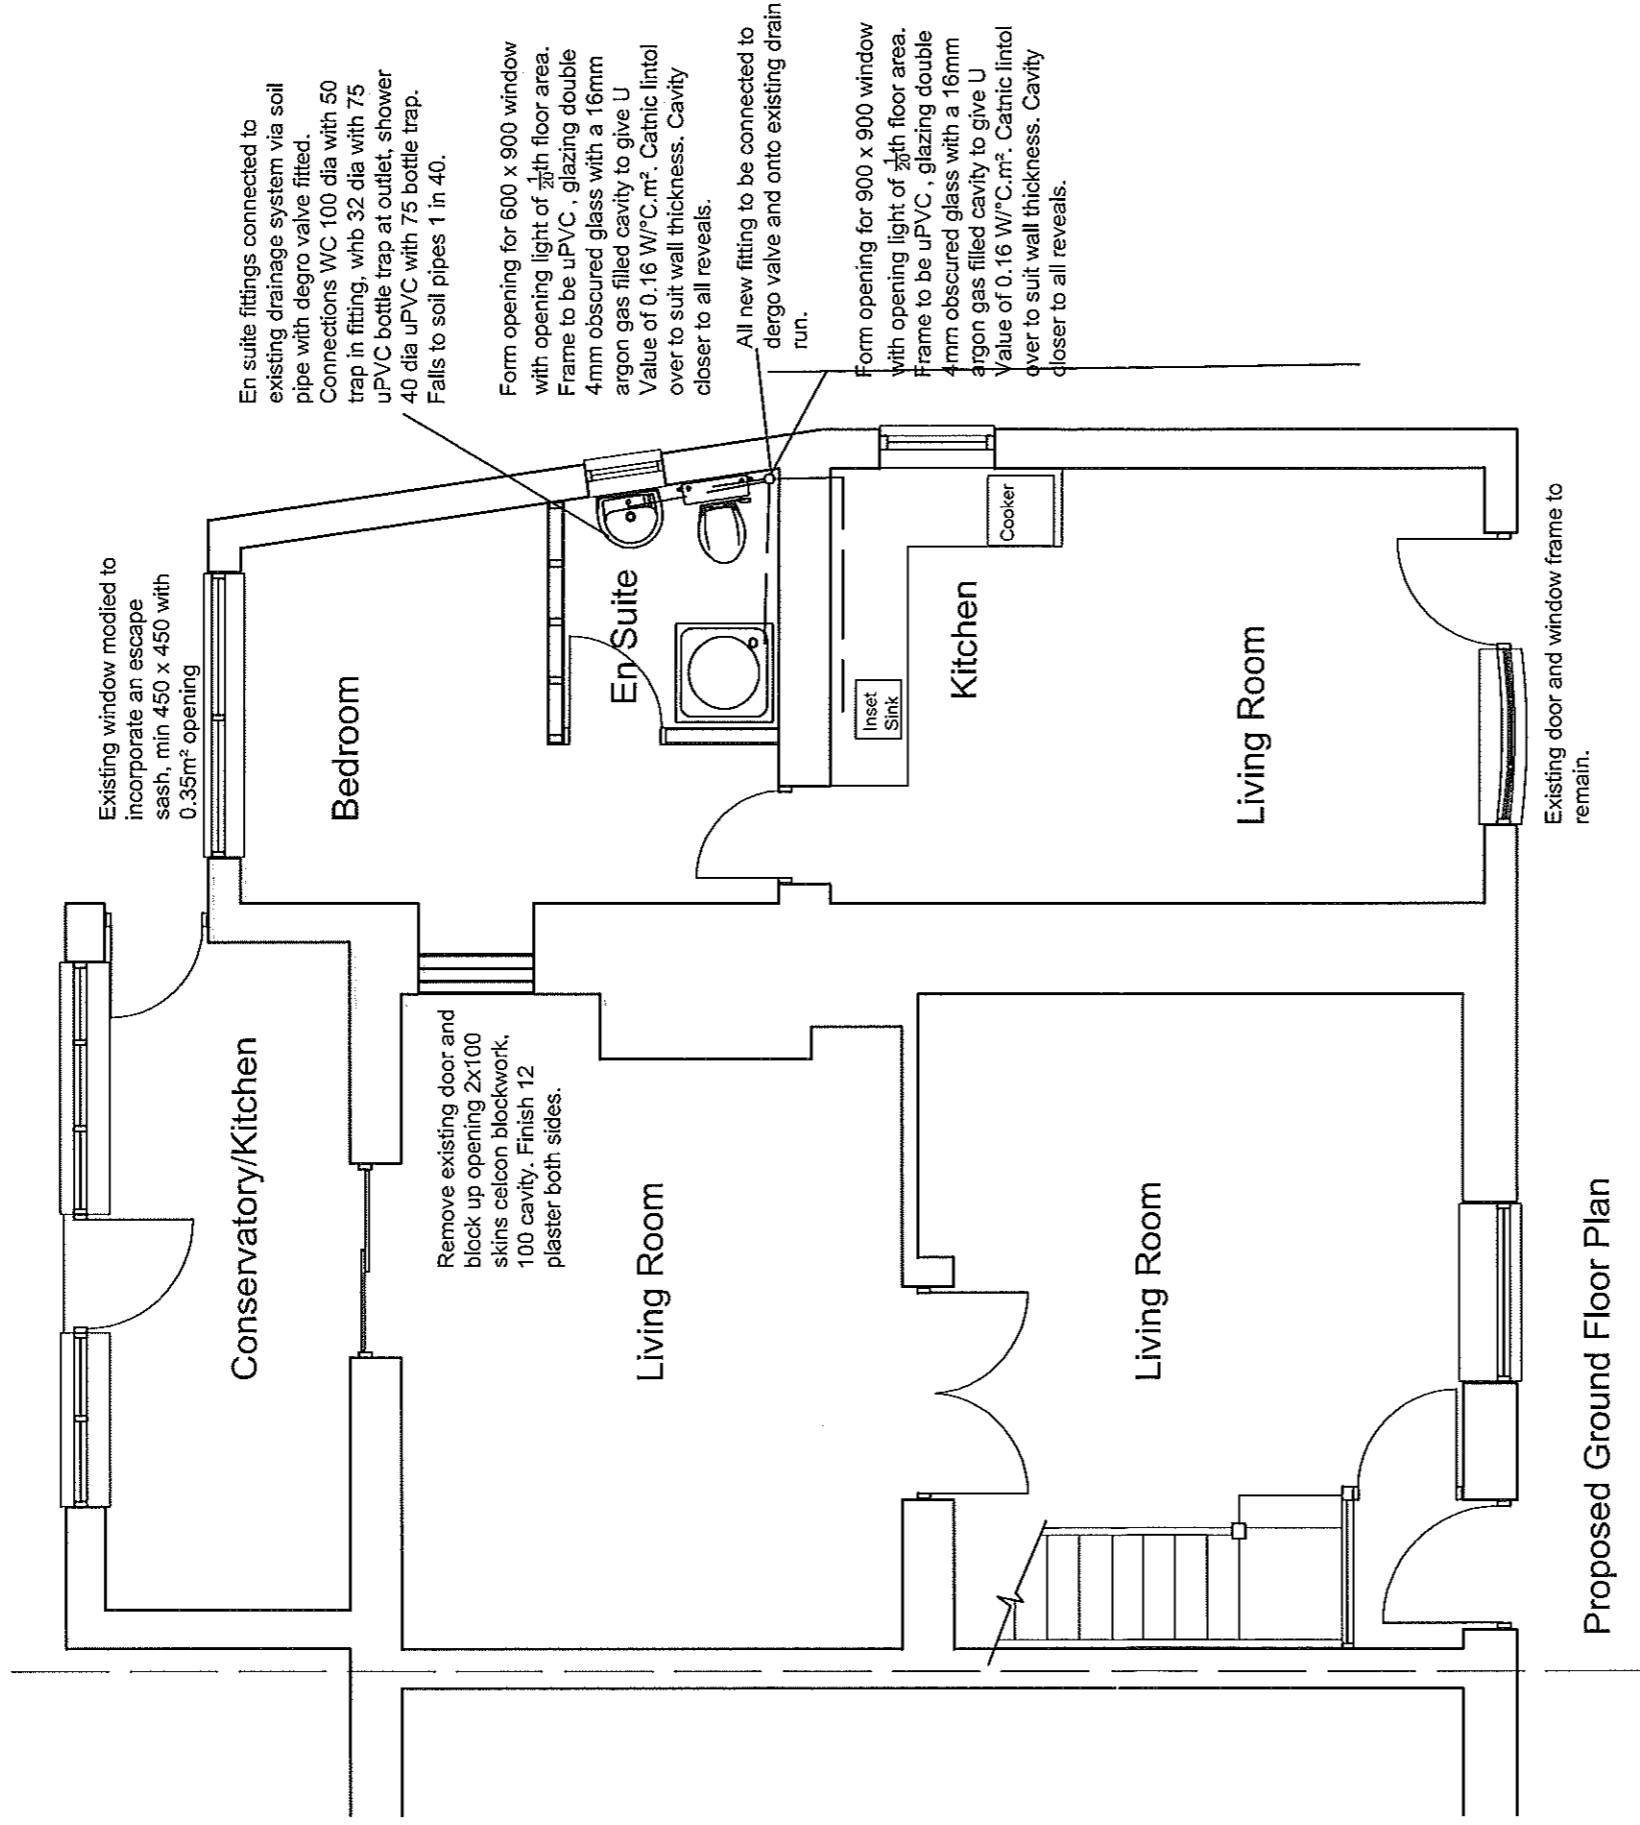 Existing window modied to
incorporate an escape
sash, min 450 x 450 with
0.35m² opening
En suite fittings connected to
existing drainage system via soil
pipe with degro valve fitted.
Connections WC 100 dia with 50
trap in fitting, whb 32 dia with 75
uPVC bottle trap at outlet, shower
40 dia uPVC with 75 bottle trap.
Falls to soil pipes 1 in 40.
Form opening for 600 x 900 window
with opening light of 1/20th floor area.
Frame to be uPVC , glazing double
4mm obscured glass with a 16mm
argon gas filled cavity to give U
Value of 0.16 W/°C.m². Catnic lintol
over to suit wall thickness. Cavity
closer to all reveals.
All new fitting to be connected to
dergo valve and onto existing drain
run.
Form opening for 900 x 900 window
with opening light of 1/20th floor area.
Frame to be uPVC , glazing double
4mm obscured glass with a 16mm
argon gas filled cavity to give U
Value of 0.16 W/°C.m². Catnic lintol
over to suit wall thickness. Cavity
closer to all reveals.
Bedroom
En Suite
Cooker
Inset
Sink
Kitchen
Living Room
Existing door and window frame to
remain.
Conservatory/Kitchen
Remove existing door and
block up opening 2x100
skins celcon blockwork,
100 cavity. Finish 12
plaster both sides.
Living Room
Living Room
Proposed Ground Floor Plan